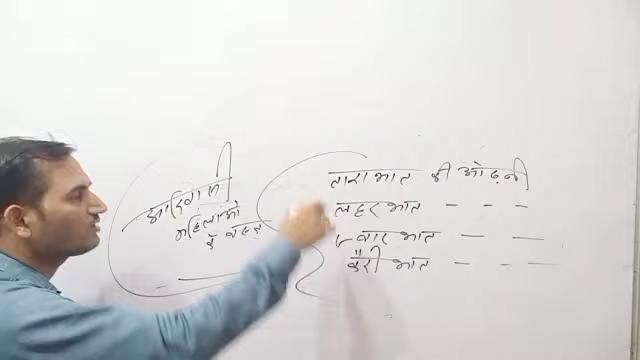 आदिवासी
महिलाओ
के वस्त्र
तारा भात की ओढ़नी
लहर भात - - -
ज्वार भात - —
कैरी भात - - —